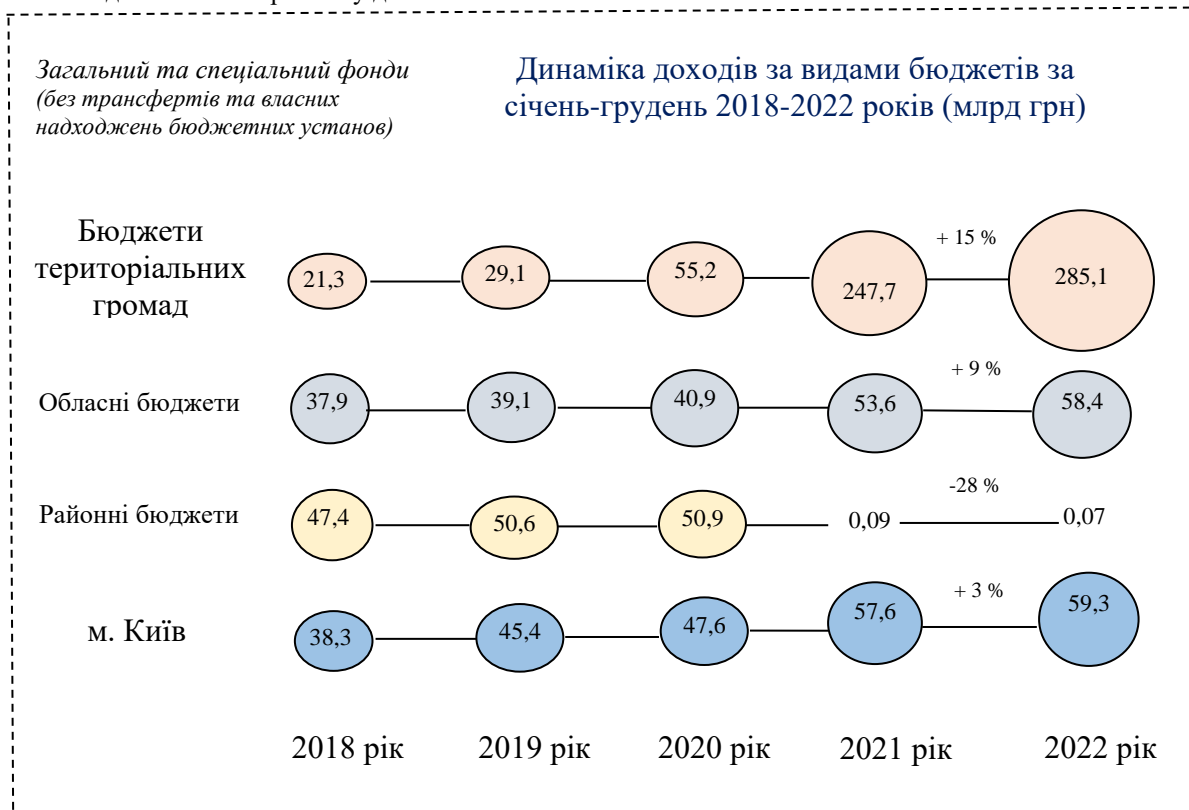 Загальний та спеціальний фонди
(без трансфертів та власних
надходжень бюджетних установ)
Динаміка доходів за видами бюджетів за
січень-грудень 2018-2022 років (млрд грн)
Бюджети
територіальних
громад
21,3
29,1
55,2
247,7
+ 15 %
285,1
Обласні бюджети
37,9
39,1
40,9
53,6
+ 9 %
58,4
Районні бюджети
47,4
50,6
50,9
0,09
-28 %
0,07
м. Київ
38,3
45,4
47,6
57,6
+ 3 %
59,3
2018 рік
2019 рік
2020 рік
2021 рік
2022 рік